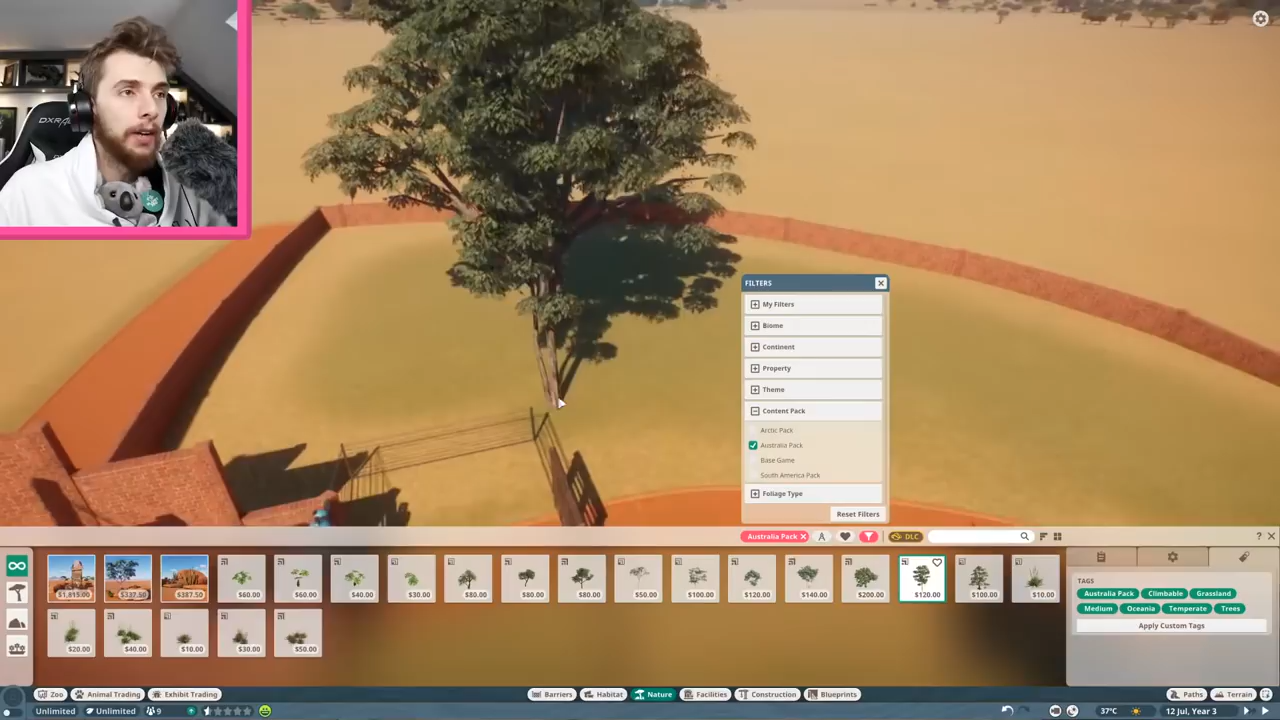 DXRA
FILTERS
My Filters
Biome
Continent
Property
Theme
Content Pack
Arctic Pack
Australia Pack
Base Game
South America Pack
Foliage Type
Reset Filters
Australia Pack
DLC
?
$1,815.00
$337.50
$387.50
$60.00
$60.00
$40.00
$30.00
$80.00
$80.00
$80.00
$50.00
$100.00
$120.00
$140.00
$200.00
$120.00
$100.00
$10.00
$20.00
$40.00
$10.00
$30.00
$50.00
TAGS
Australia Pack Climbable Grassland
Medium Oceania Temperate Trees
Apply Custom Tags
Zoo Animal Trading Exhibit Trading Barriers Habitat Nature Facilities Construction Blueprints Paths Terrain
Unlimited Unlimited 9 37°C 12 Jul, Year 3